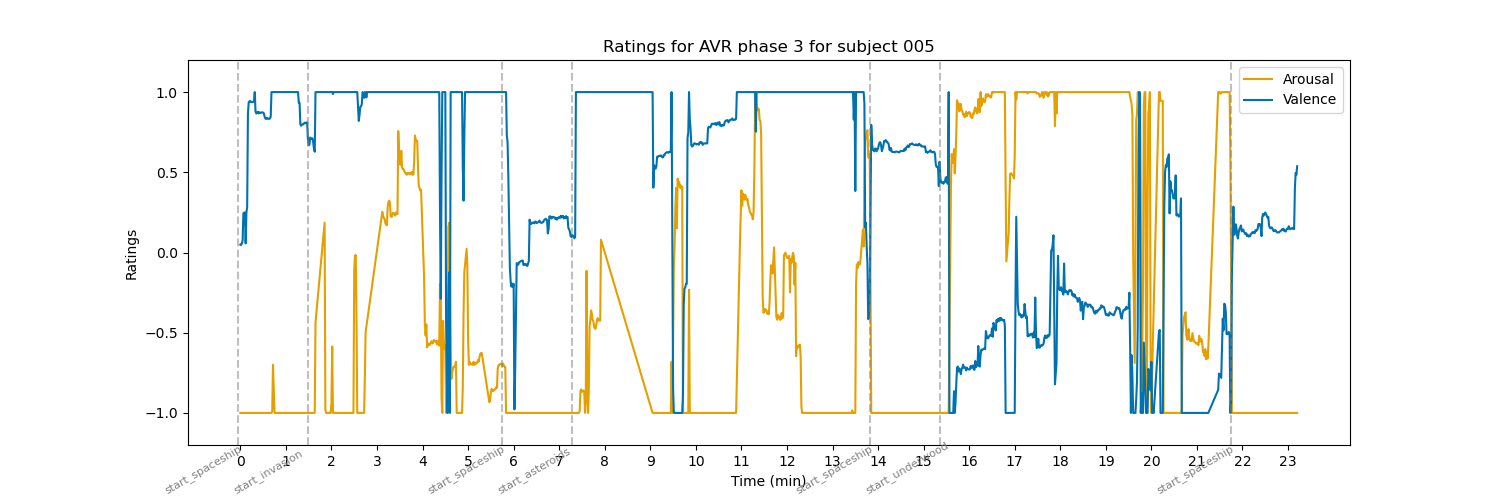 Ratings for AVR phase 3 for subject 005
Arousal
Valence
Ratings
1.0
0.5
0.0
−0.5
−1.0
0 1 2 3 4 5 6 7 8 9 10 11 12 13 14 15 16 17 18 19 20 21 22 23
start_spaceship
start_invasion
start_spaceship
start_asteroids
start_spaceship
start_underwood
start_spaceship
Time (min)